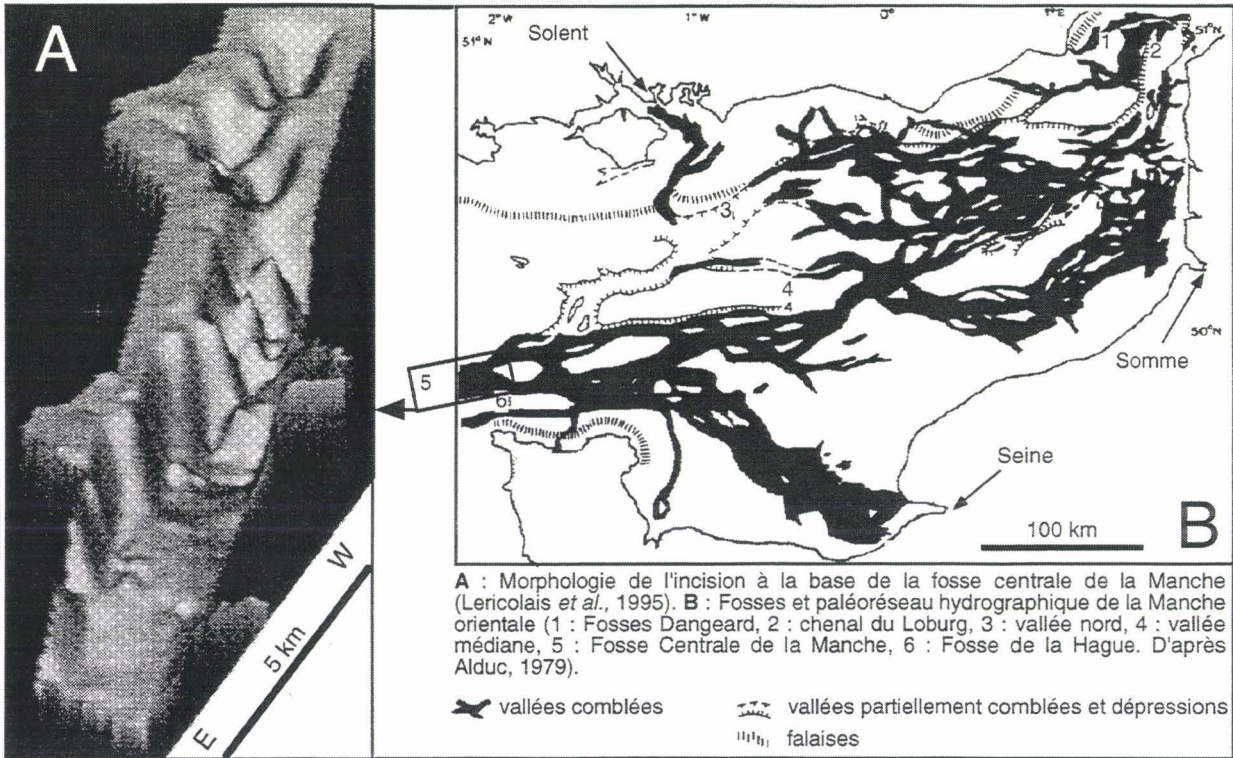 A
E
5 km
W
B
2° W
1° W
0°
1° E
51° N
51° N
Solent
1
2
3
4
4
5
6
50° N
Somme
Seine
100 km
A : Morphologie de l'incision à la base de la fosse centrale de la Manche
(Lericolais et al., 1995). B : Fosses et paléoréseau hydrographique de la Manche
orientale (1 : Fosses Dangeard, 2 : chenal du Loburg, 3 : vallée nord, 4 : vallée
médiane, 5 : Fosse Centrale de la Manche, 6 : Fosse de la Hague. D'après
Alduc, 1979).
vallées comblées
vallées partiellement comblées et dépressions
falaises